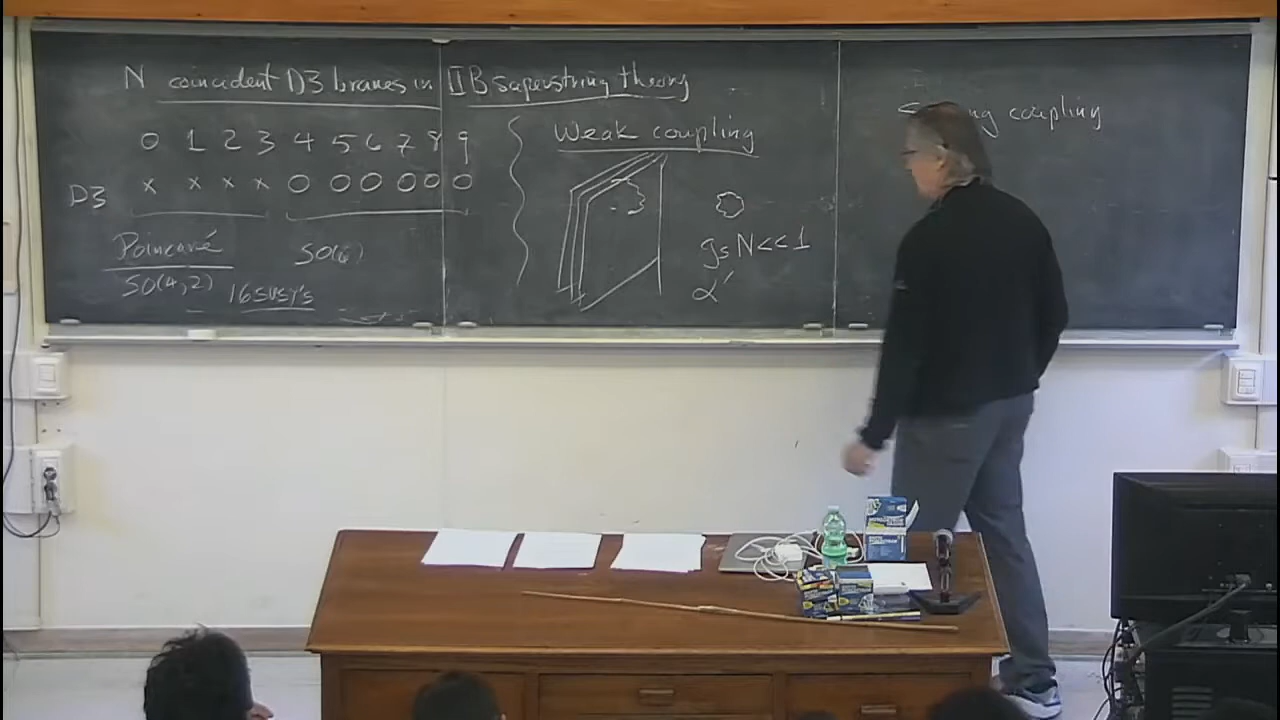 N coincident D3 branes in IIB superstring theory
0 1 2 3 4 5 6 7 8 9
D3 x x x x 0 0 0 0 0 0
Poincaré
SO(4,2)
SO(6)
16 SUSY's
Weak coupling
gs N<<1
α'
coupling